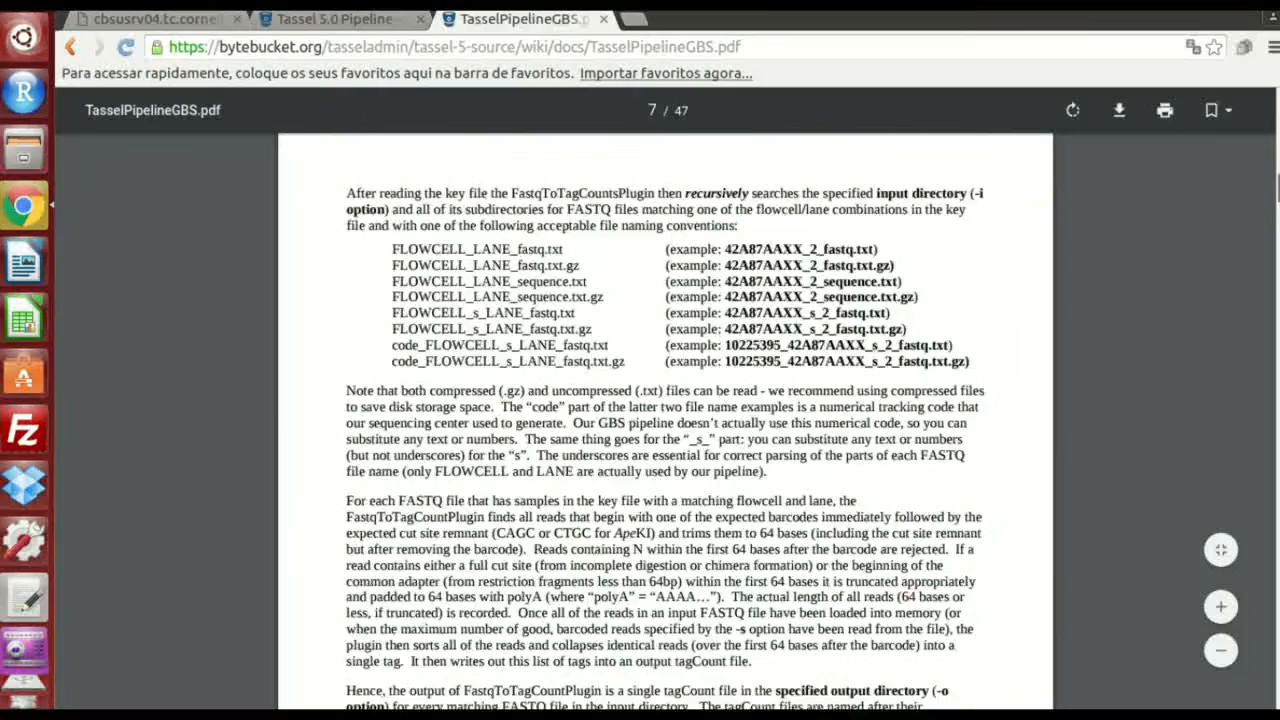 cbsusrv04.tc.cornel
Tassel 5.0 Pipeline
TasselPipelineGBS.p
https://bytebucket.org/tasseladmin/tassel-5-source/wiki/docs/TasselPipelineGBS.pdf
Para acessar rapidamente, coloque os seus favoritos aqui na barra de favoritos. Importar favoritos agora...
TasselPipelineGBS.pdf
7 / 47
After reading the key file the FastqToTagCountsPlugin then recursively searches the specified input directory (-i
option) and all of its subdirectories for FASTQ files matching one of the flowcell/lane combinations in the key
file and with one of the following acceptable file naming conventions:
FLOWCELL_LANE_fastq.txt (example: 42A87AAXX_2_fastq.txt)
FLOWCELL_LANE_fastq.txt.gz (example: 42A87AAXX_2_fastq.txt.gz)
FLOWCELL_LANE_sequence.txt (example: 42A87AAXX_2_sequence.txt)
FLOWCELL_LANE_sequence.txt.gz (example: 42A87AAXX_2_sequence.txt.gz)
FLOWCELL_s_LANE_fastq.txt (example: 42A87AAXX_s_2_fastq.txt)
FLOWCELL_s_LANE_fastq.txt.gz (example: 42A87AAXX_s_2_fastq.txt.gz)
code_FLOWCELL_s_LANE_fastq.txt (example: 10225395_42A87AAXX_s_2_fastq.txt)
code_FLOWCELL_s_LANE_fastq.txt.gz (example: 10225395_42A87AAXX_s_2_fastq.txt.gz)
Note that both compressed (.gz) and uncompressed (.txt) files can be read - we recommend using compressed files
to save disk storage space. The “code” part of the latter two file name examples is a numerical tracking code that
our sequencing center used to generate. Our GBS pipeline doesn’t actually use this numerical code, so you can
substitute any text or numbers. The same thing goes for the “_s_” part: you can substitute any text or numbers
(but not underscores) for the “s”. The underscores are essential for correct parsing of the parts of each FASTQ
file name (only FLOWCELL and LANE are actually used by our pipeline).
For each FASTQ file that has samples in the key file with a matching flowcell and lane, the
FastqToTagCountPlugin finds all reads that begin with one of the expected barcodes immediately followed by the
expected cut site remnant (CAGC or CTGC for ApeKI) and trims them to 64 bases (including the cut site remnant
but after removing the barcode). Reads containing N within the first 64 bases after the barcode are rejected. If a
read contains either a full cut site (from incomplete digestion or chimera formation) or the beginning of the
common adapter (from restriction fragments less than 64bp) within the first 64 bases it is truncated appropriately
and padded to 64 bases with polyA (where “polyA” = “AAAA…”). The actual length of all reads (64 bases or
less, if truncated) is recorded. Once all of the reads in an input FASTQ file have been loaded into memory (or
when the maximum number of good, barcoded reads specified by the -s option have been read from the file), the
plugin then sorts all of the reads and collapses identical reads (over the first 64 bases after the barcode) into a
single tag. It then writes out this list of tags into an output tagCount file.
Hence, the output of FastqToTagCountPlugin is a single tagCount file in the specified output directory (-o
option) for every matching FASTQ file in the input directory. The tagCount files are named after their